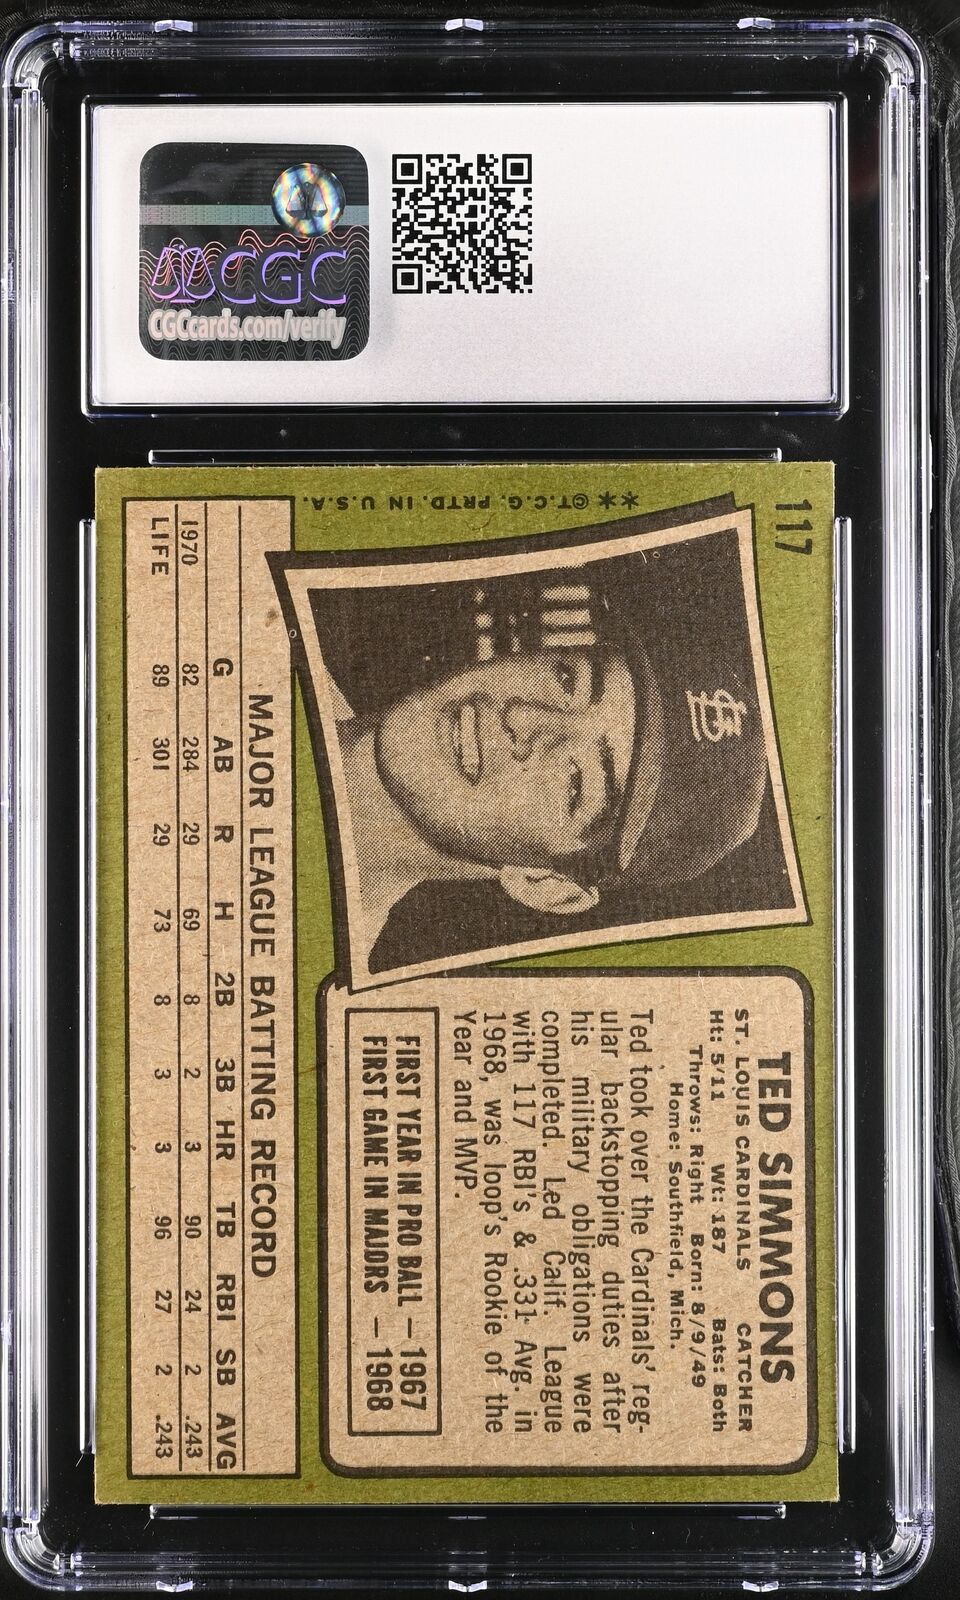 CGC
CGCcards.com/verify
117
TED SIMMONS
ST. LOUIS CARDINALS CATCHER
Ht: 5'11 Wt: 187 Bats: Both
Throws: Right Born: 8/9/49
Home: Southfield, Mich.
Ted took over the Cardinals' reg-
ular backstopping duties after
his military obligations were
completed. Led Calif. League
with 117 RBI's & .331 Avg. in
1968, was loop's Rookie of the
Year and MVP.
FIRST YEAR IN PRO BALL — 1967
FIRST GAME IN MAJORS — 1968
StL
**©T.C.G. PRTD. IN U.S.A.
MAJOR LEAGUE BATTING RECORD
G AB R H 2B 3B HR TB RBI SB AVG
1970 82 284 29 69 8 2 3 90 24 2 .243
LIFE 89 301 29 73 8 3 3 96 27 2 .243